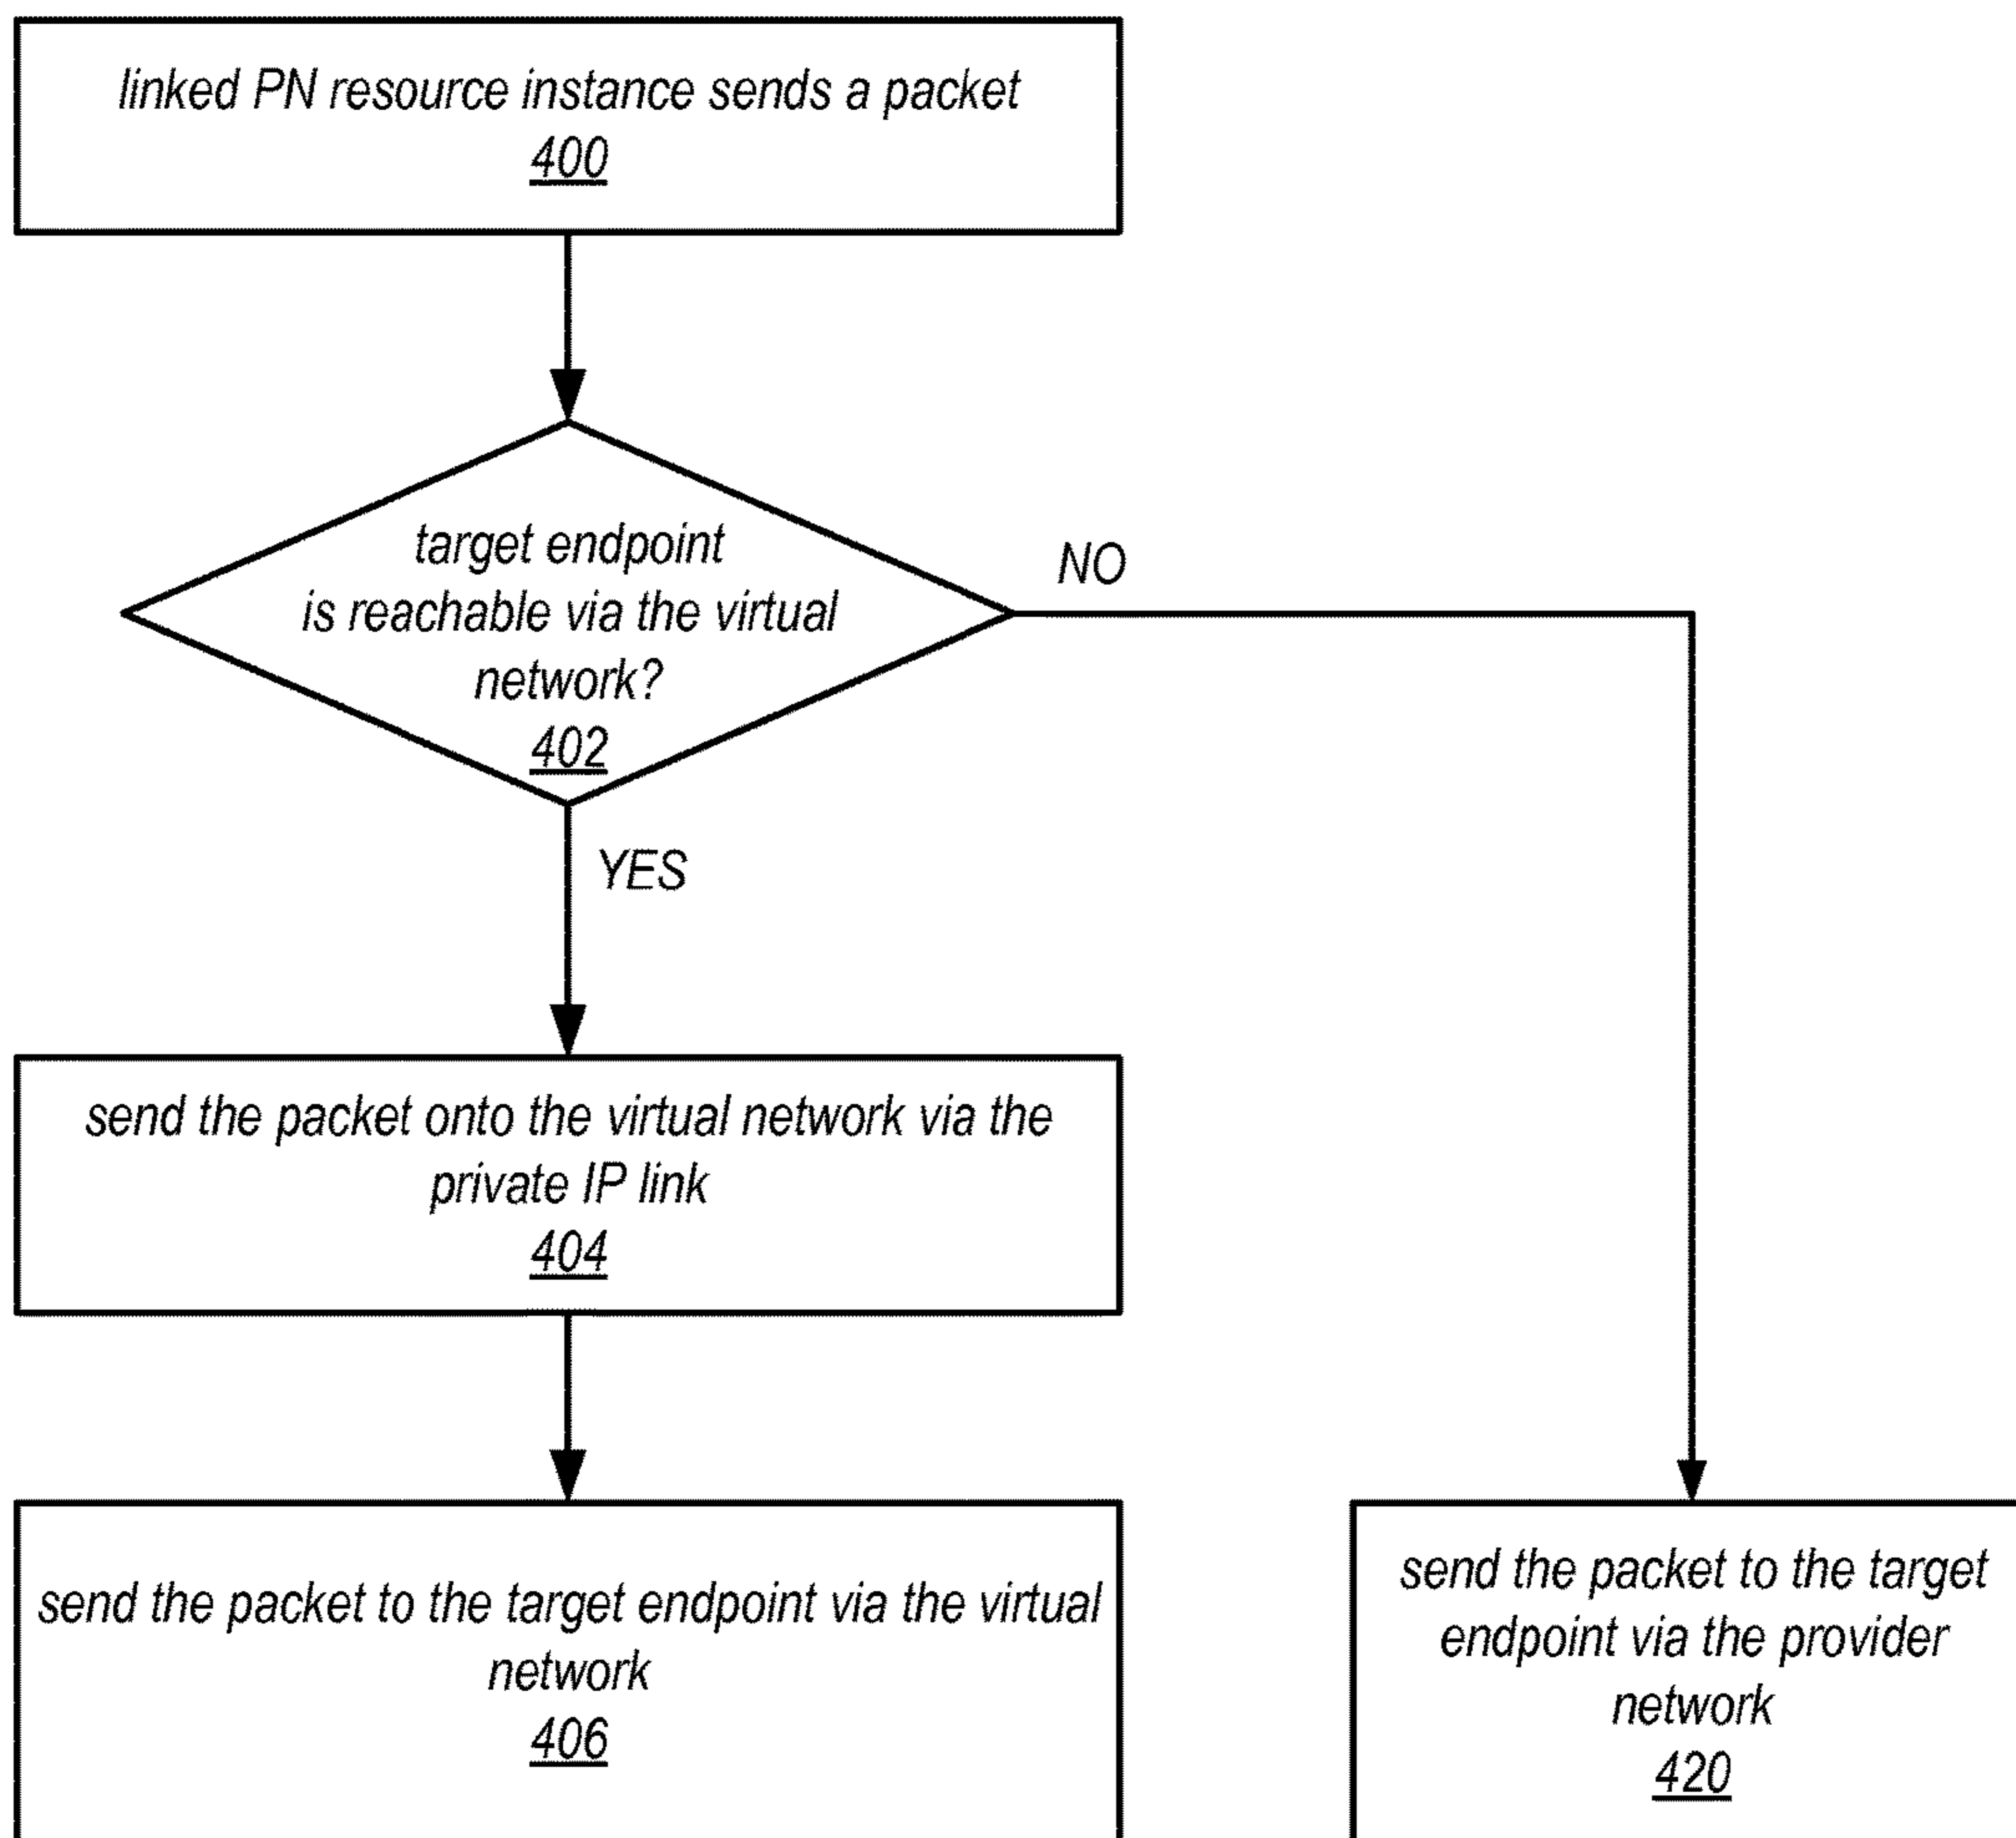 linked PN resource instance sends a packet
400
target endpoint
is reachable via the virtual
network?
402
NO
YES
send the packet onto the virtual network via the
private IP link
404
send the packet to the target endpoint via the virtual
network
406
send the packet to the target
endpoint via the provider
network
420